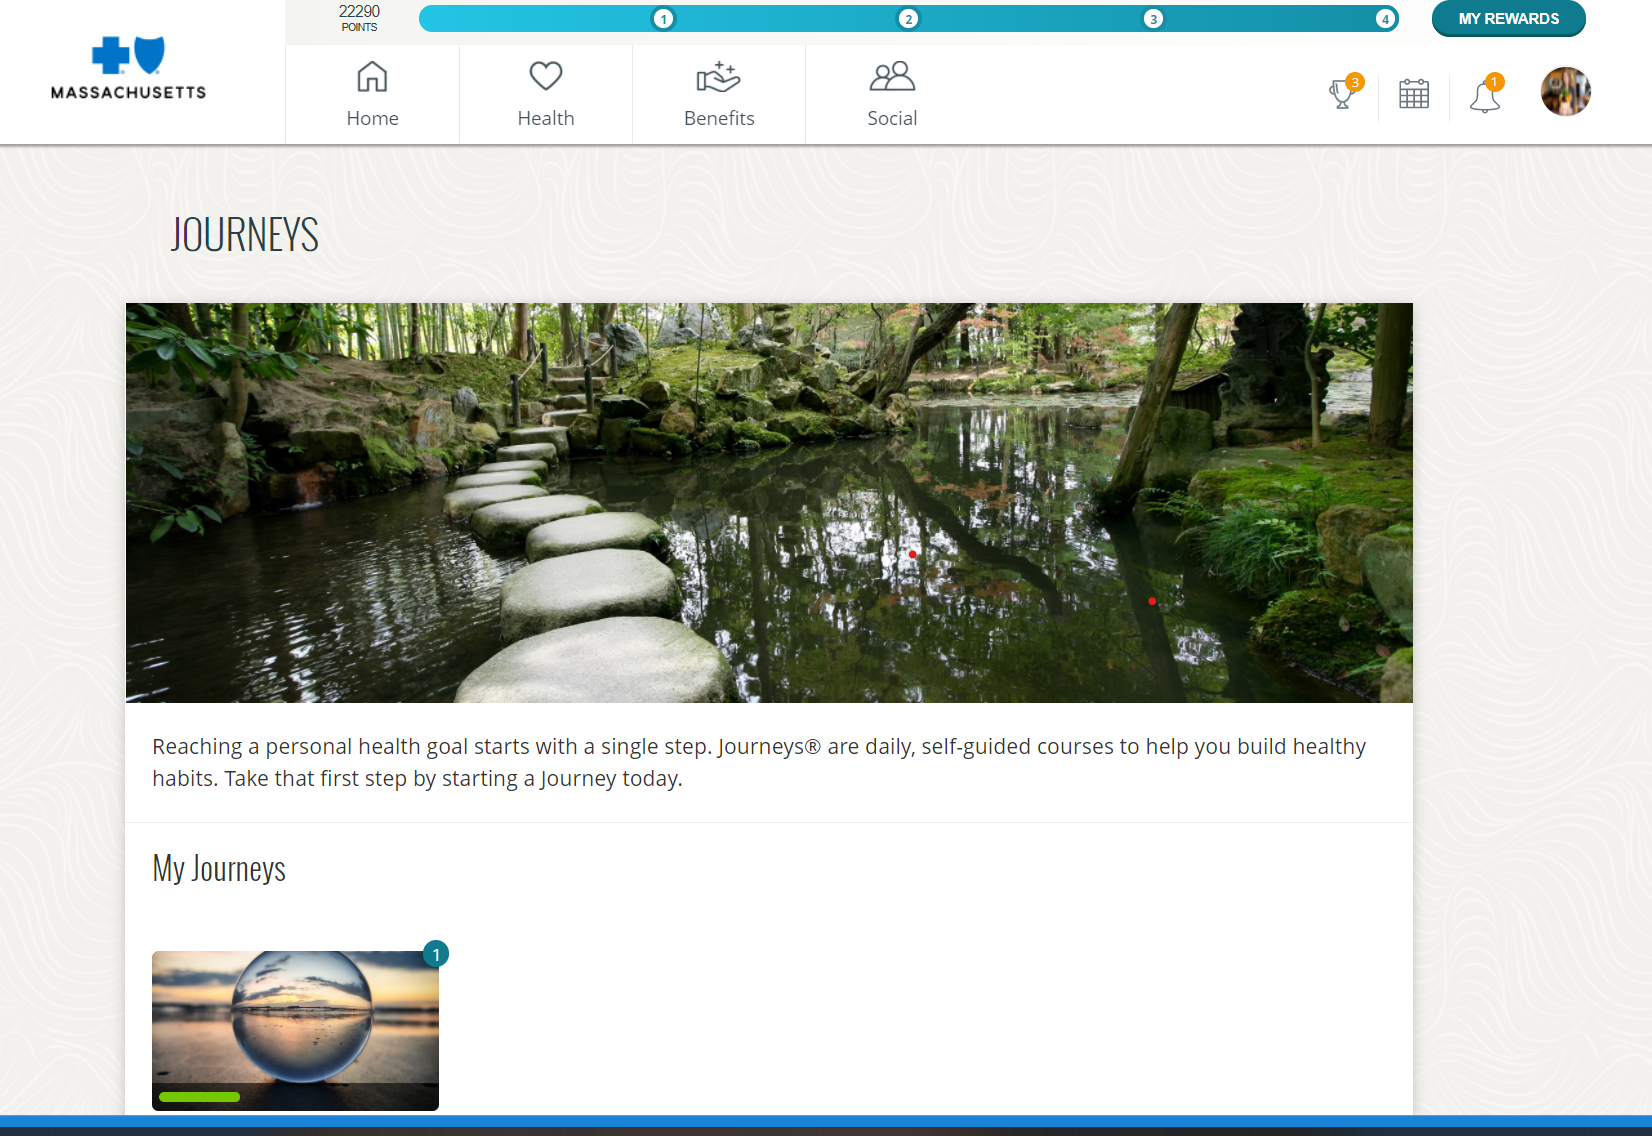 22290
POINTS
1
2
3
4
MY REWARDS
MASSACHUSETTS
Home
Health
Benefits
Social
3
1
JOURNEYS
Reaching a personal health goal starts with a single step. Journeys® are daily, self-guided courses to help you build healthy
habits. Take that first step by starting a Journey today.
My Journeys
1